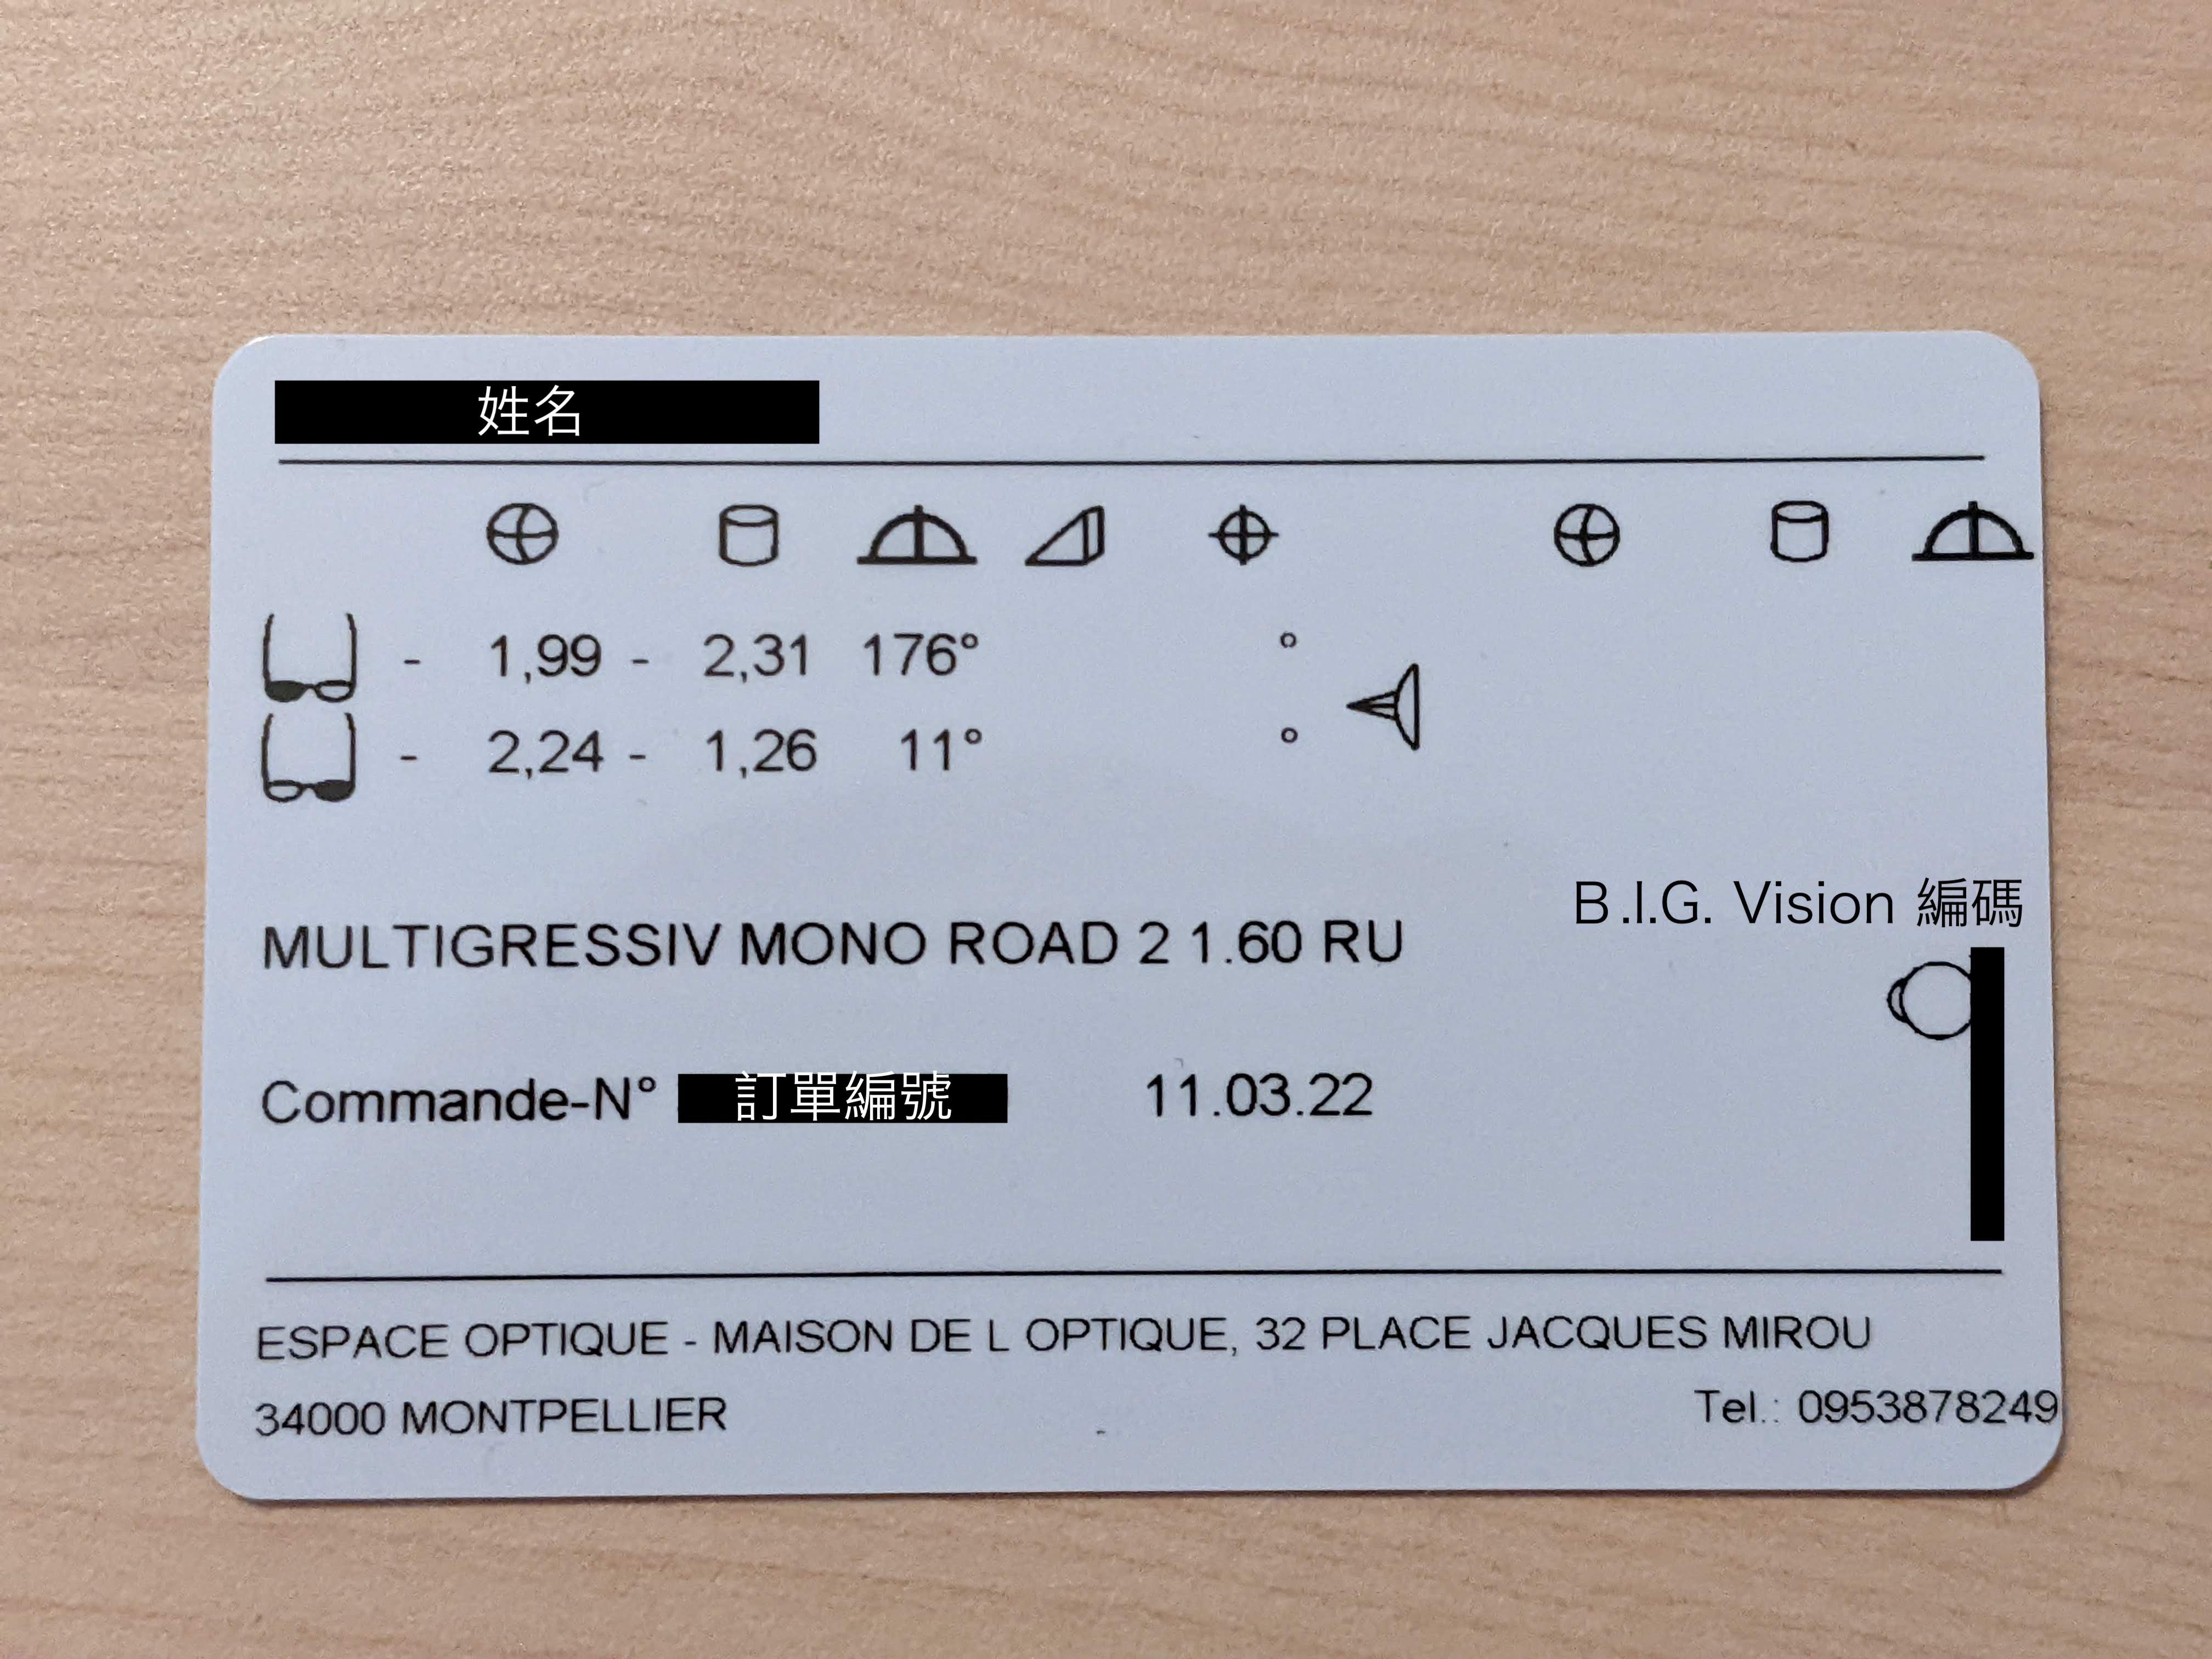 姓名
- 1,99 - 2,31 176° °
- 2,24 - 1,26 11° °
B.I.G. Vision 編碼
MULTIGRESSIV MONO ROAD 2 1.60 RU
Commande-N° 訂單編號 11.03.22
ESPACE OPTIQUE - MAISON DE L OPTIQUE, 32 PLACE JACQUES MIROU
34000 MONTPELLIER Tel.: 0953878249